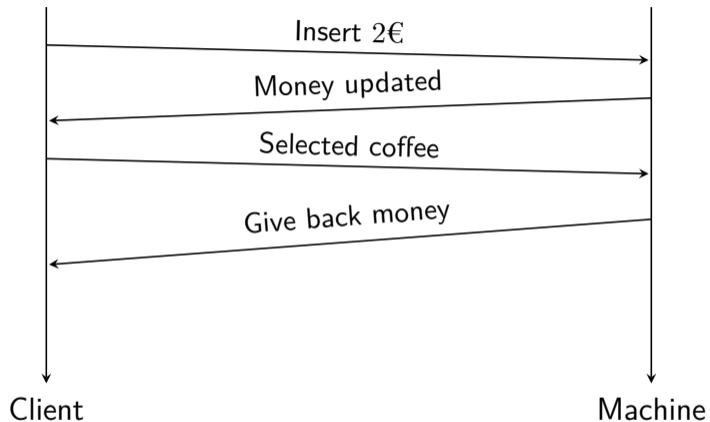 Insert 2€
Money updated
Selected coffee
Give back money
Client
Machine